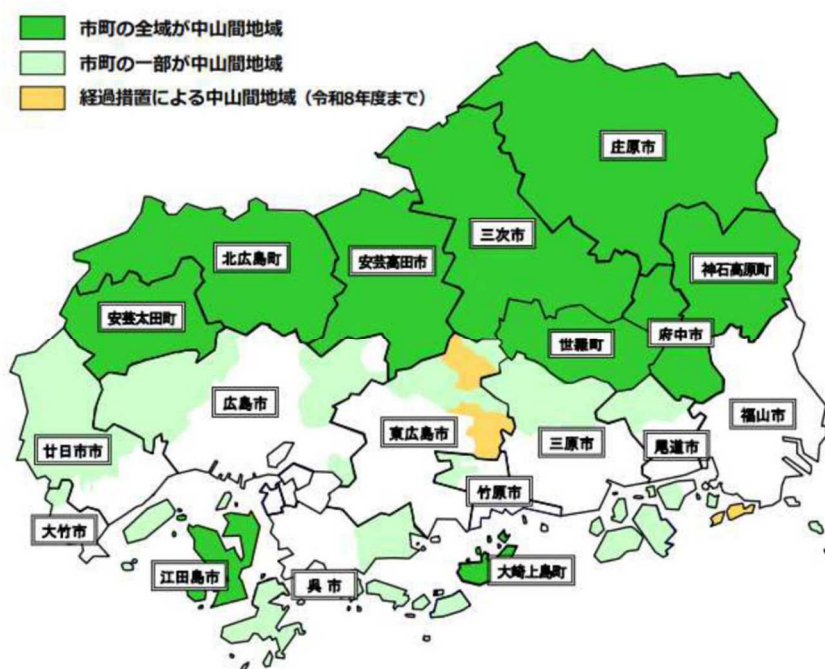 市町の全域が中山間地域
市町の一部が中山間地域
経過措置による中山間地域（令和8年度まで）
庄原市
三次市
北広島町
安芸高田市
神石高原町
安芸太田町
世羅町
府中市
広島市
福山市
東広島市
三原市
尾道市
廿日市市
竹原市
大竹市
江田島市
呉市
大崎上島町